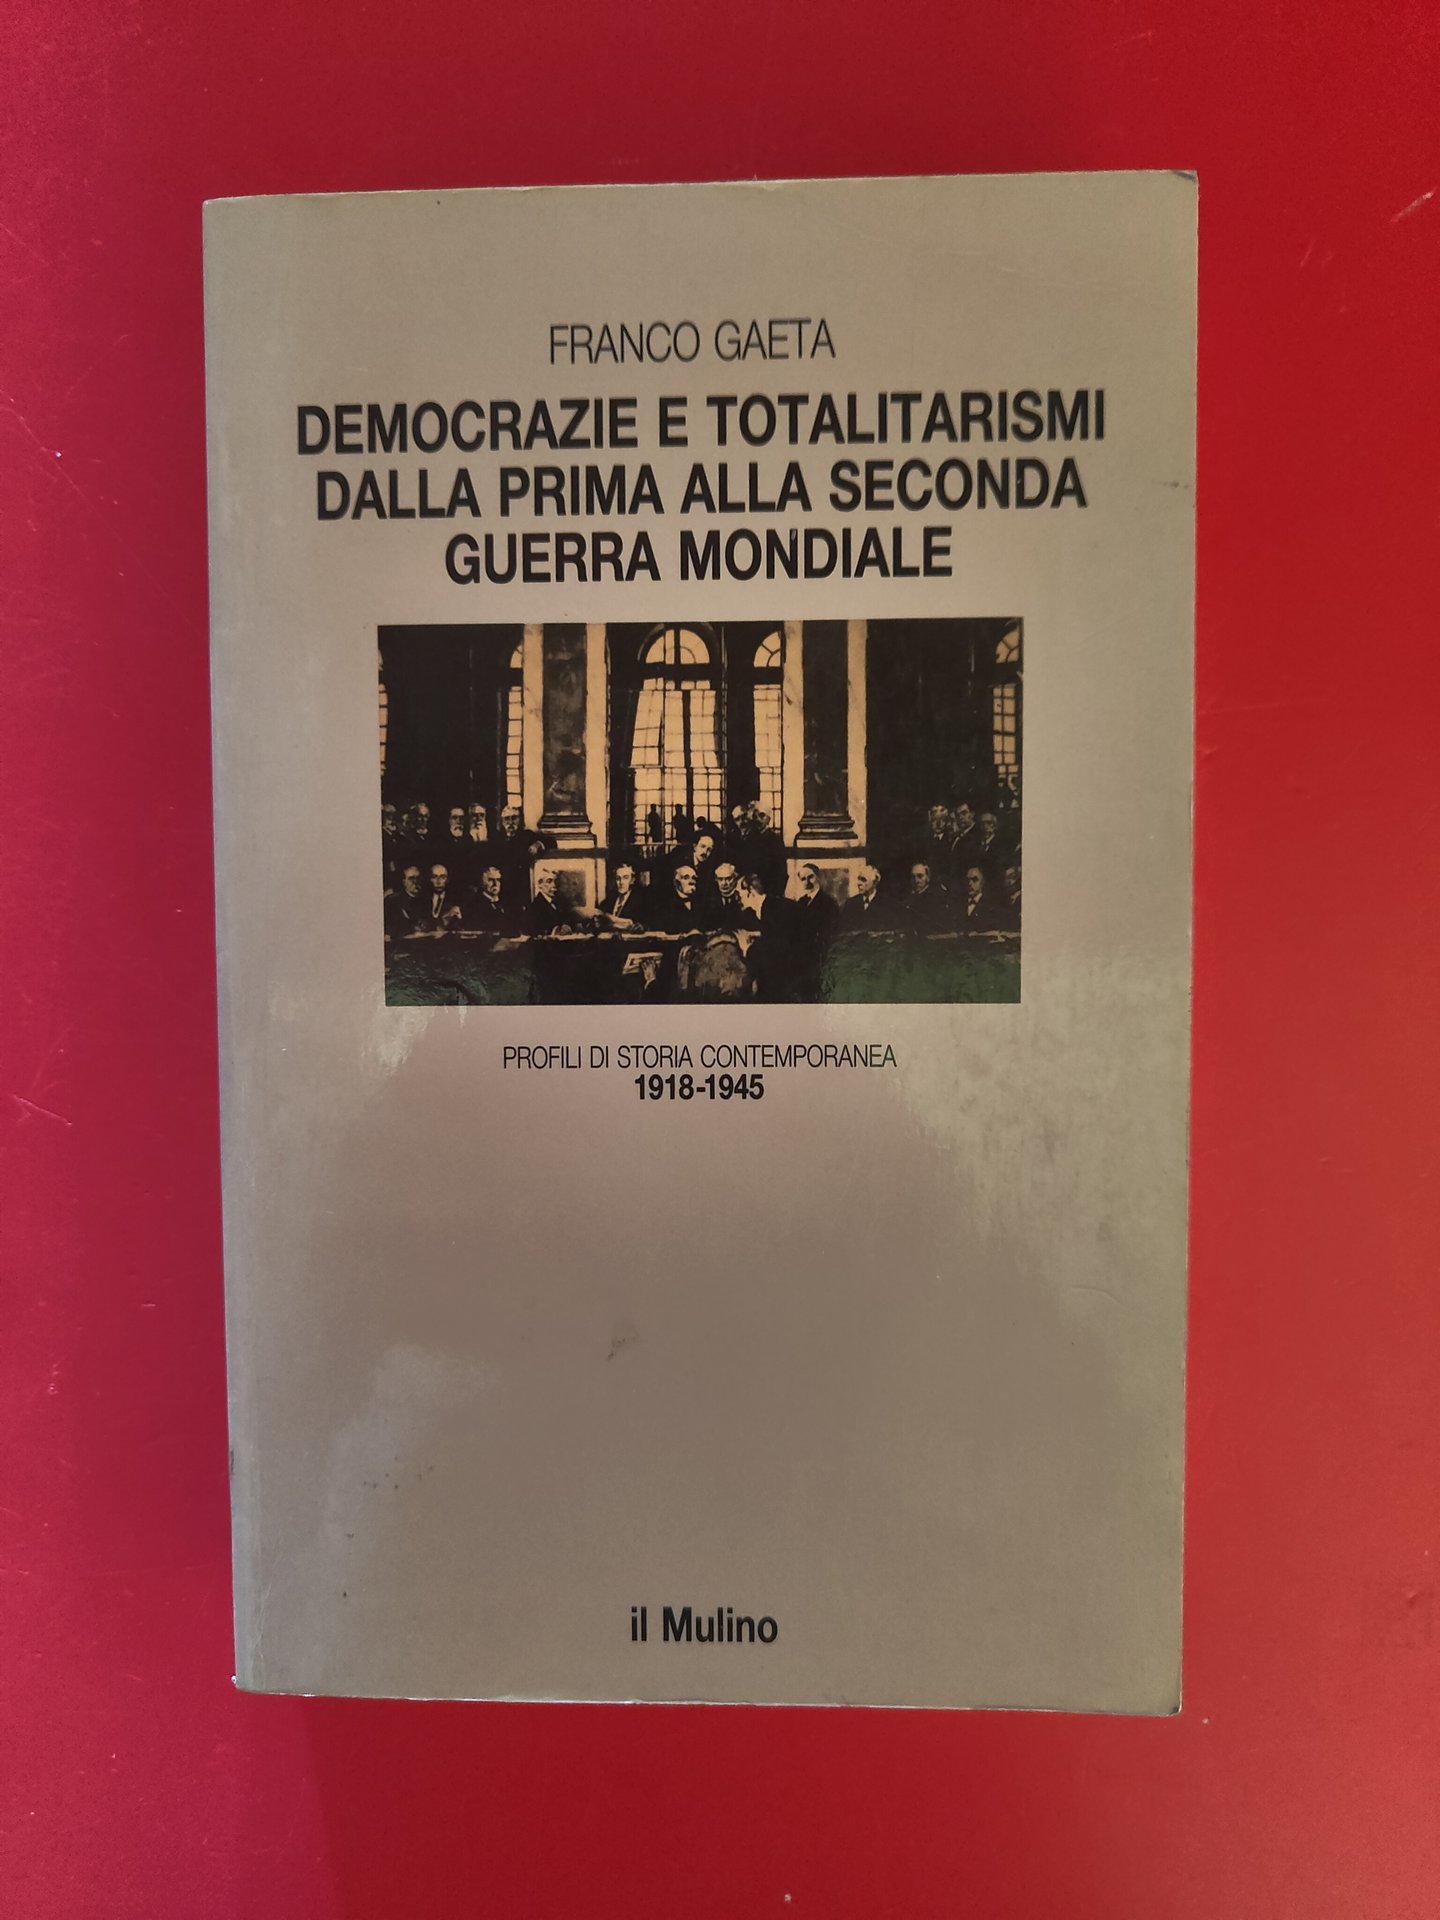 FRANCO GAETA
DEMOCRAZIE E TOTALITARISMI
DALLA PRIMA ALLA SECONDA
GUERRA MONDIALE
PROFILI DI STORIA CONTEMPORANEA
1918-1945
il Mulino